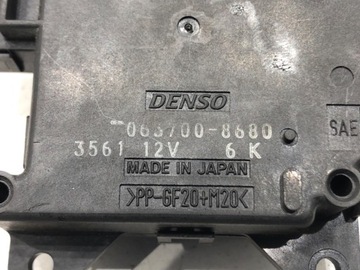 DENSO
063700-8680
3561 12V 6 K
MADE IN JAPAN
>PP-GF20+M20<
SAE